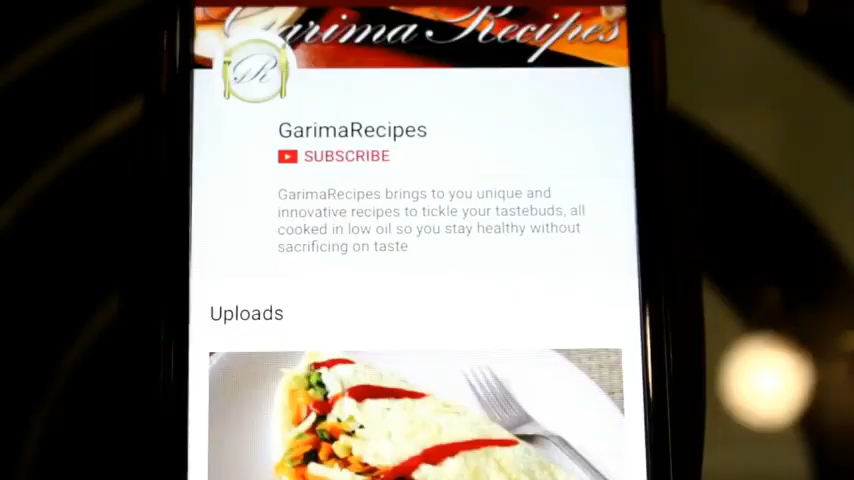 Garima Recipes
GR
GarimaRecipes
SUBSCRIBE
GarimaRecipes brings to you unique and
innovative recipes to tickle your tastebuds, all
cooked in low oil so you stay healthy without
sacrificing on taste
Uploads